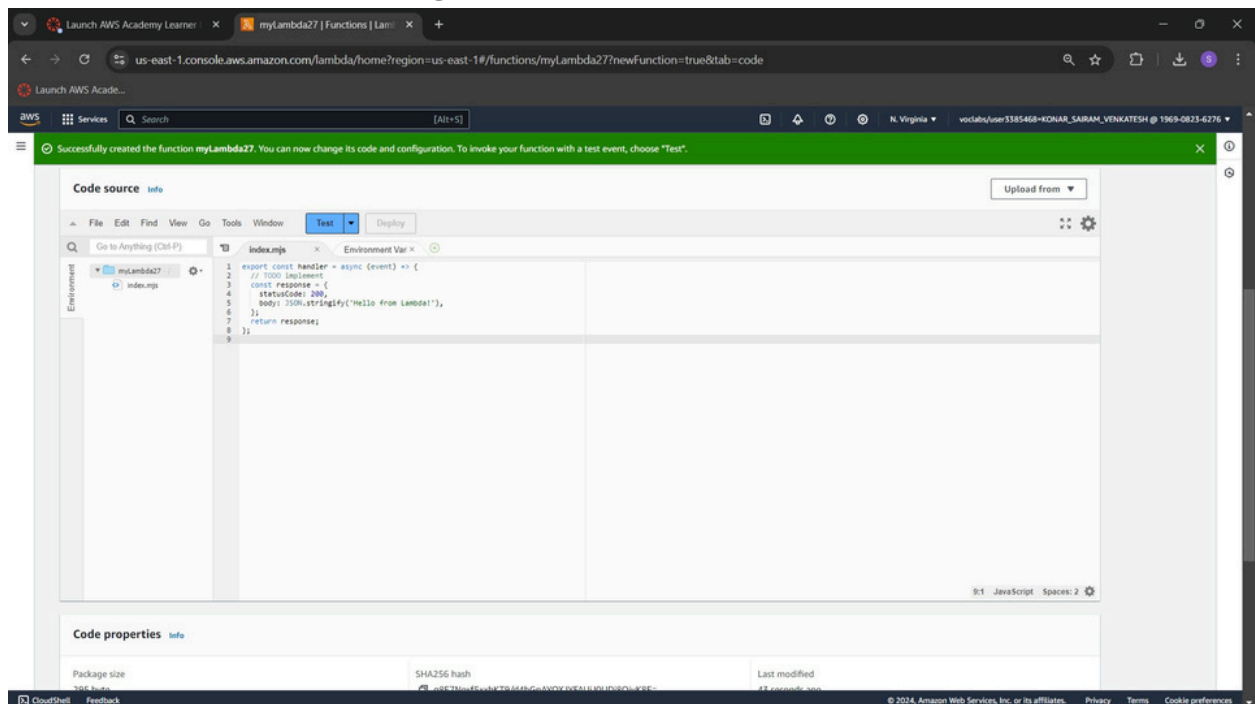 Launch AWS Academy Learner
myLambda27 | Functions | Lam
us-east-1.console.aws.amazon.com/lambda/home?region=us-east-1#/functions/myLambda27?newFunction=true&tab=code
S
Launch AWS Acade...
aws Services Search [Alt+S] N. Virginia voclabs/user3385468=KONAR_SAIRAM_VENKATESH @ 1969-0823-6276
Successfully created the function myLambda27. You can now change its code and configuration. To invoke your function with a test event, choose "Test".
Code source Info Upload from
File Edit Find View Go Tools Window Test Deploy
Go to Anything (Ctrl-P) index.mjs Environment Var
Environment
myLambda27
index.mjs
1 export const handler = async (event) => {
2 // TODO implement
3 const response = {
4 statusCode: 200,
5 body: JSON.stringify('Hello from Lambda!'),
6 };
7 return response;
8 };
9
9:1 JavaScript Spaces: 2
Code properties Info
Package size SHA256 hash Last modified
CloudShell Feedback © 2024, Amazon Web Services, Inc. or its affiliates. Privacy Terms Cookie preferences